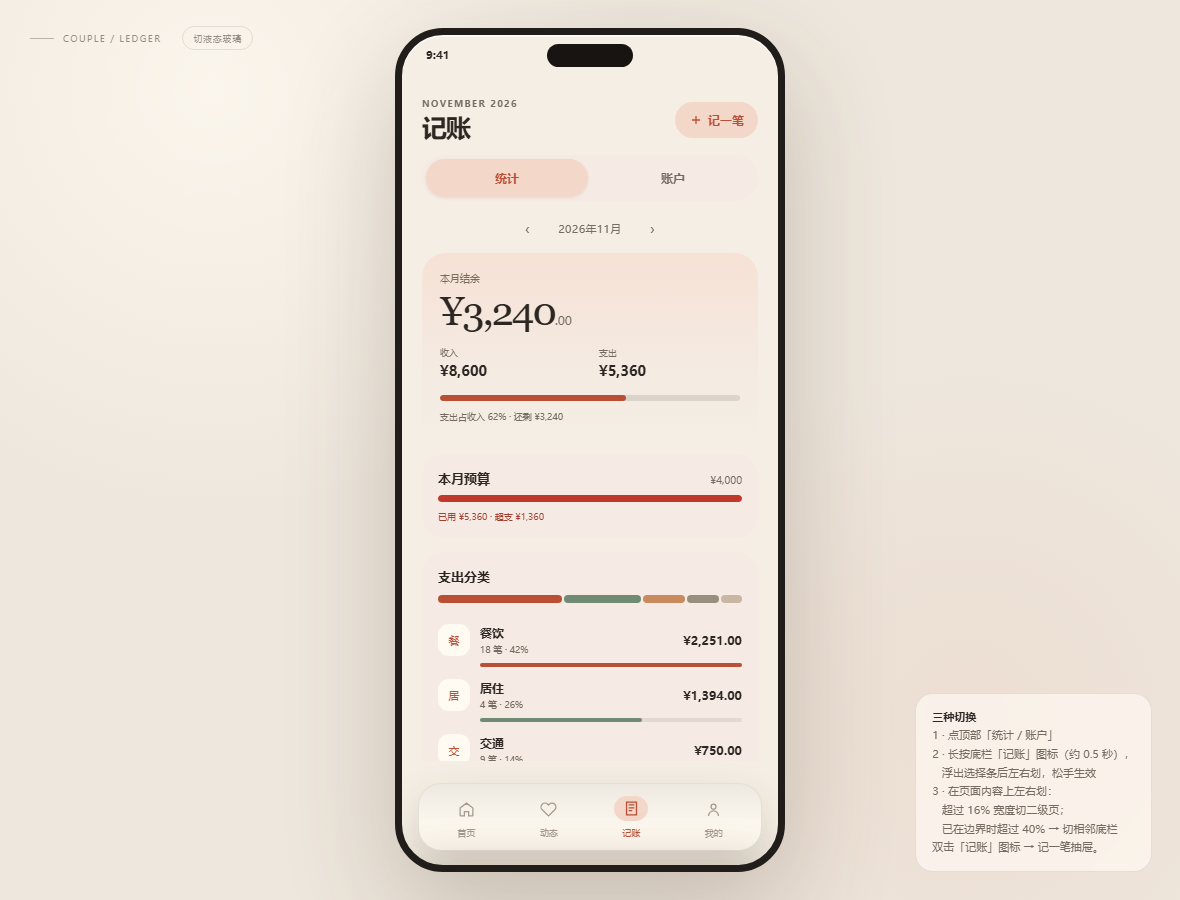 COUPLE / LEDGER
切液态玻璃
9:41
NOVEMBER 2026
记账
+ 记一笔
统计
账户
‹ 2026年11月 ›
本月结余
¥3,240.00
收入
支出
¥8,600
¥5,360
支出占收入 62% · 还剩 ¥3,240
本月预算
¥4,000
已用 ¥5,360 · 超支 ¥1,360
支出分类
餐
餐饮
18 笔 · 42%
¥2,251.00
居
居住
4 笔 · 26%
¥1,394.00
交
交通
9 笔 · 14%
¥750.00
首页
动态
记账
我的
三种切换
1 · 点顶部「统计 / 账户」
2 · 长按底栏「记账」图标（约 0.5 秒），
浮出选择条后左右划，松手生效
3 · 在页面内容上左右划：
超过 16% 宽度切二级页；
已在边界时超过 40% → 切相邻底栏
双击「记账」图标 → 记一笔抽屉。